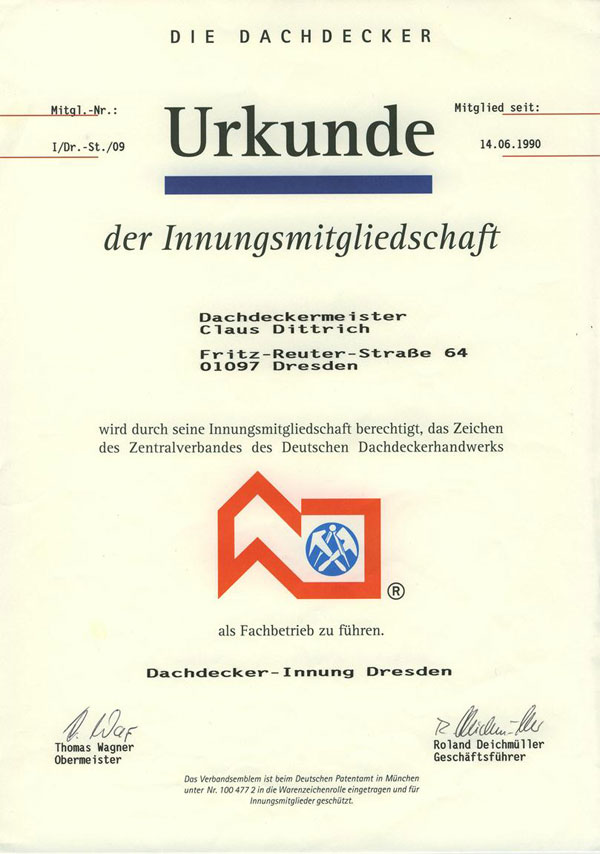 DIE DACHDECKER
Mitgl.-Nr.:
I/Dr.-St./09
Urkunde
Mitglied seit:
14.06.1990
der Innungsmitgliedschaft
Dachdeckermeister
Claus Dittrich
Fritz-Reuter-Straße 64
01097 Dresden
wird durch seine Innungsmitgliedschaft berechtigt, das Zeichen
des Zentralverbandes des Deutschen Dachdeckerhandwerks
®
als Fachbetrieb zu führen.
Dachdecker-Innung Dresden
Thomas Wagner
Obermeister
Roland Deichmüller
Geschäftsführer
Das Verbandsemblem ist beim Deutschen Patentamt in München
unter Nr. 100 477 2 in die Warenzeichenrolle eingetragen und für
Innungsmitglieder geschützt.